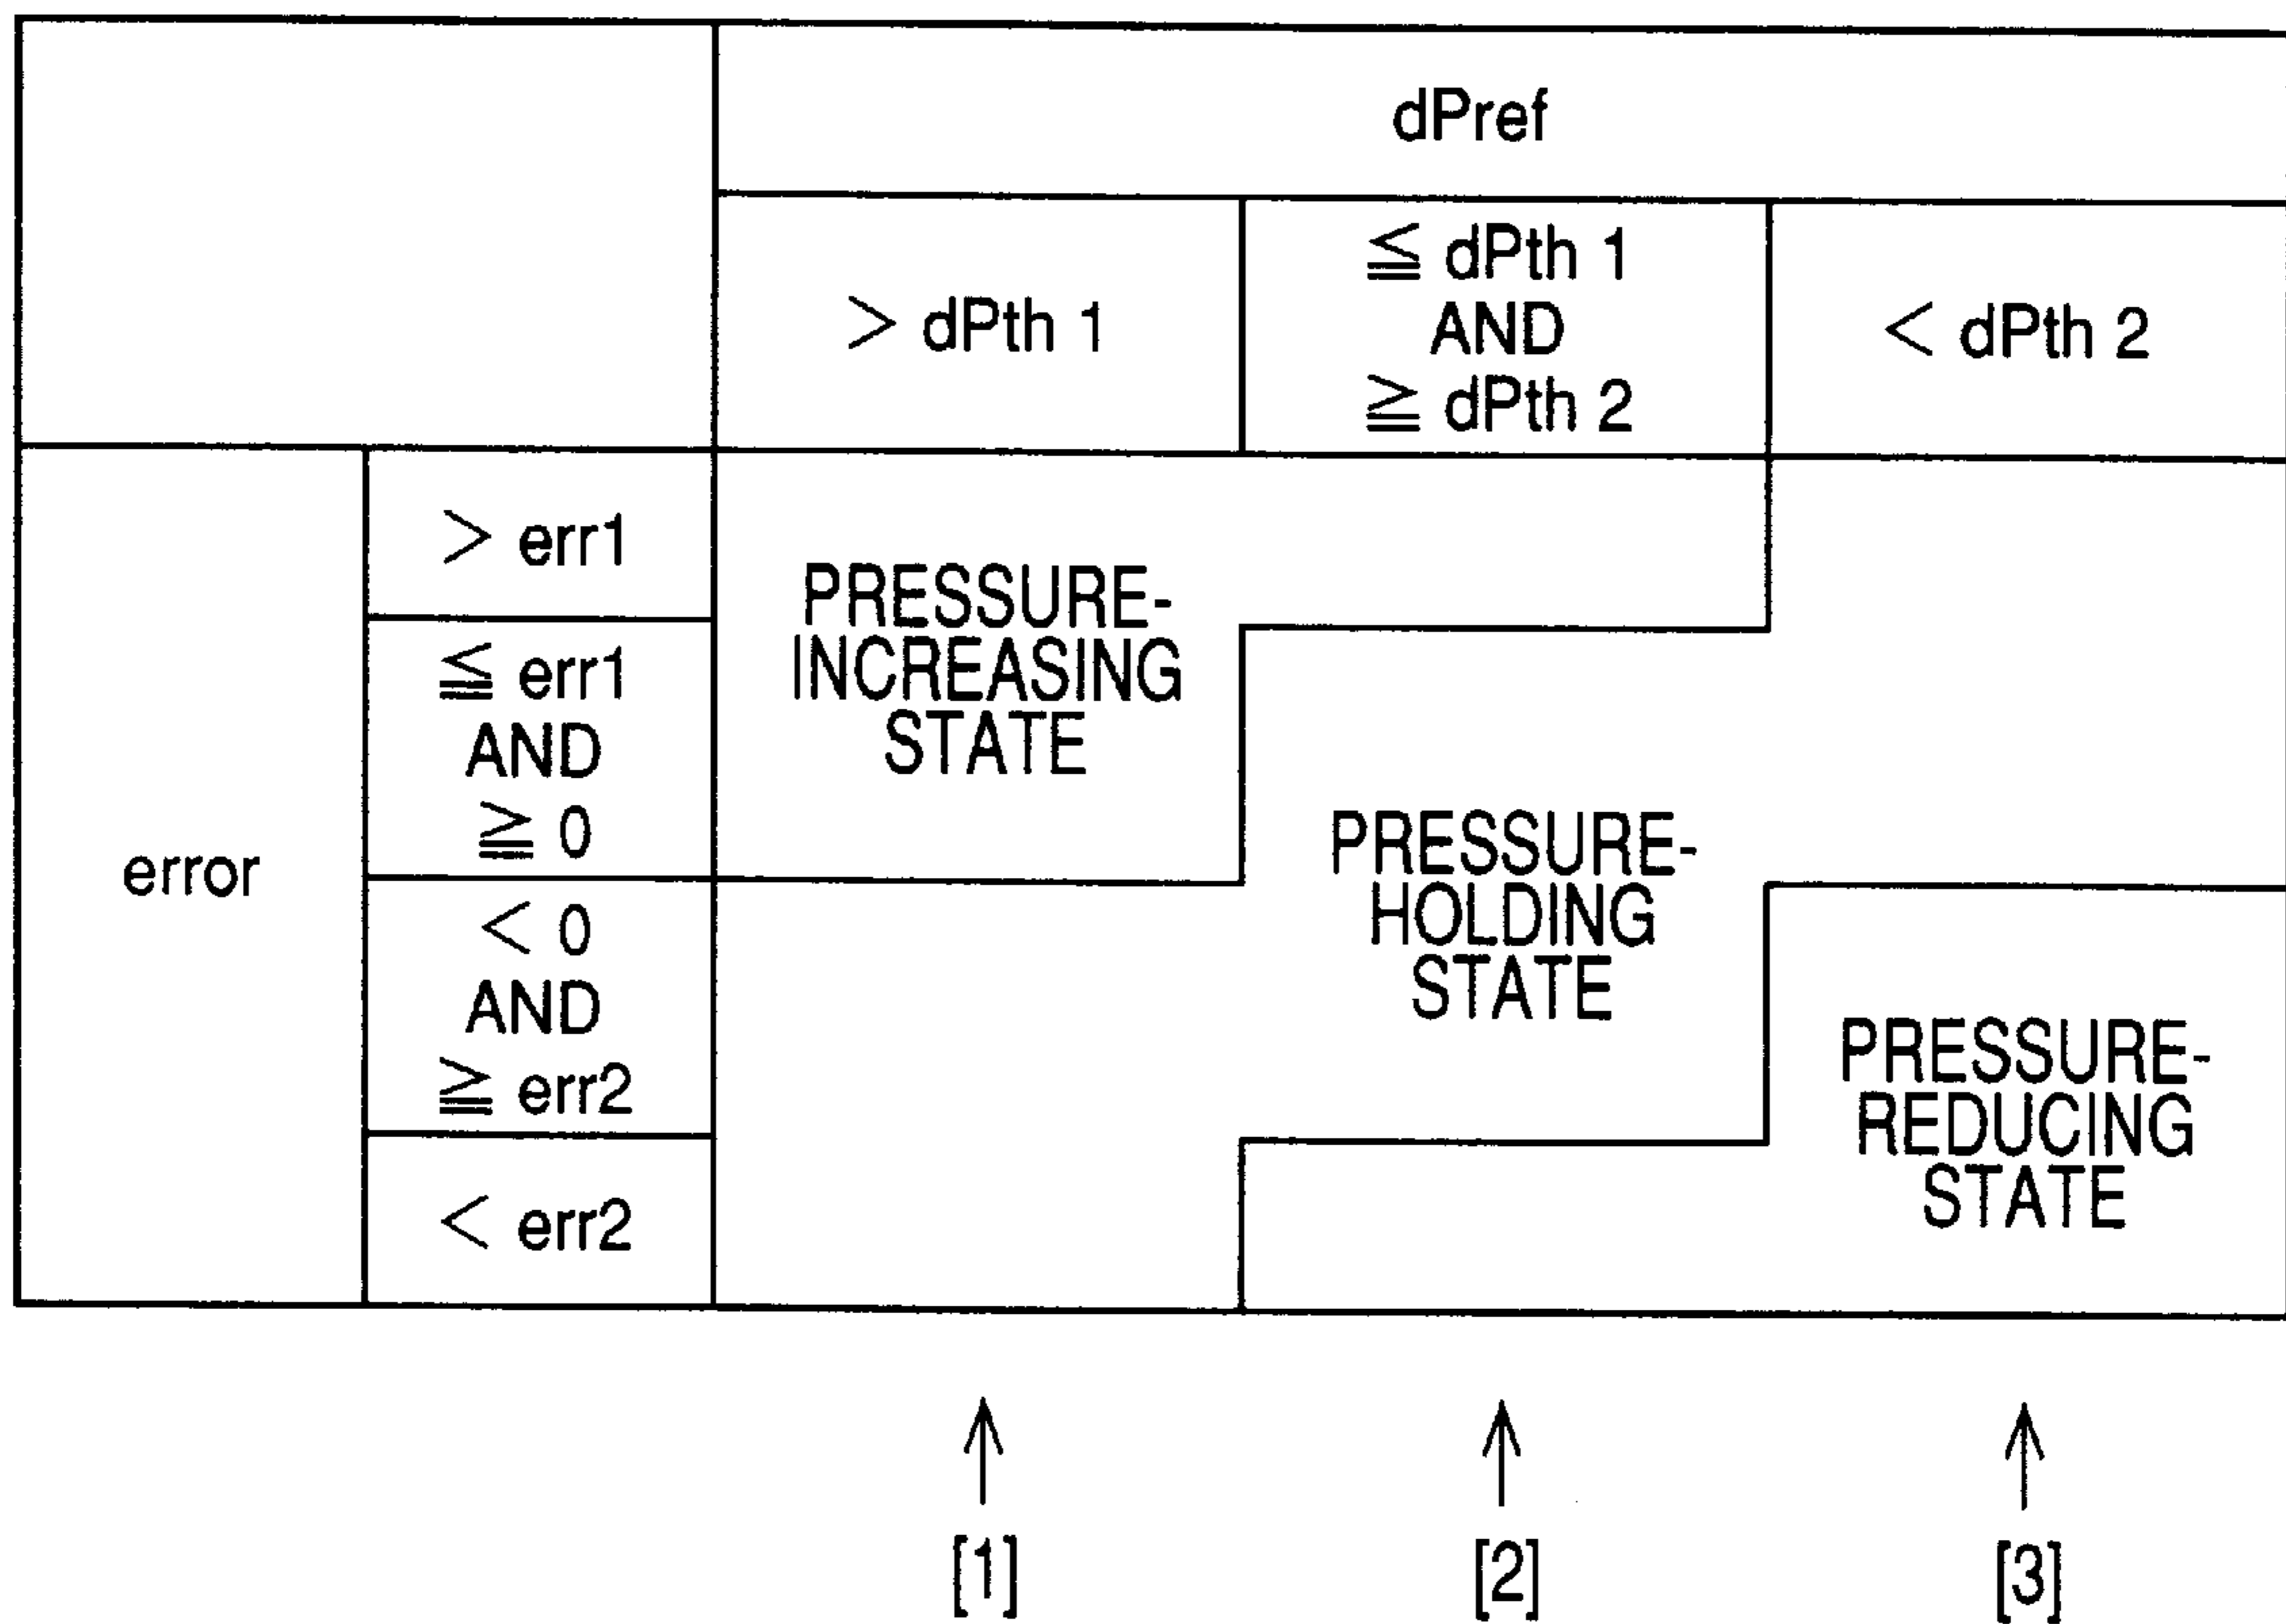 dPref
> dPth 1
≦ dPth 1
AND
≧ dPth 2
< dPth 2
error
> err1
≦ err1
AND
≧ 0
< 0
AND
≧ err2
< err2
PRESSURE-
INCREASING
STATE
PRESSURE-
HOLDING
STATE
PRESSURE-
REDUCING
STATE
[1]
[2]
[3]